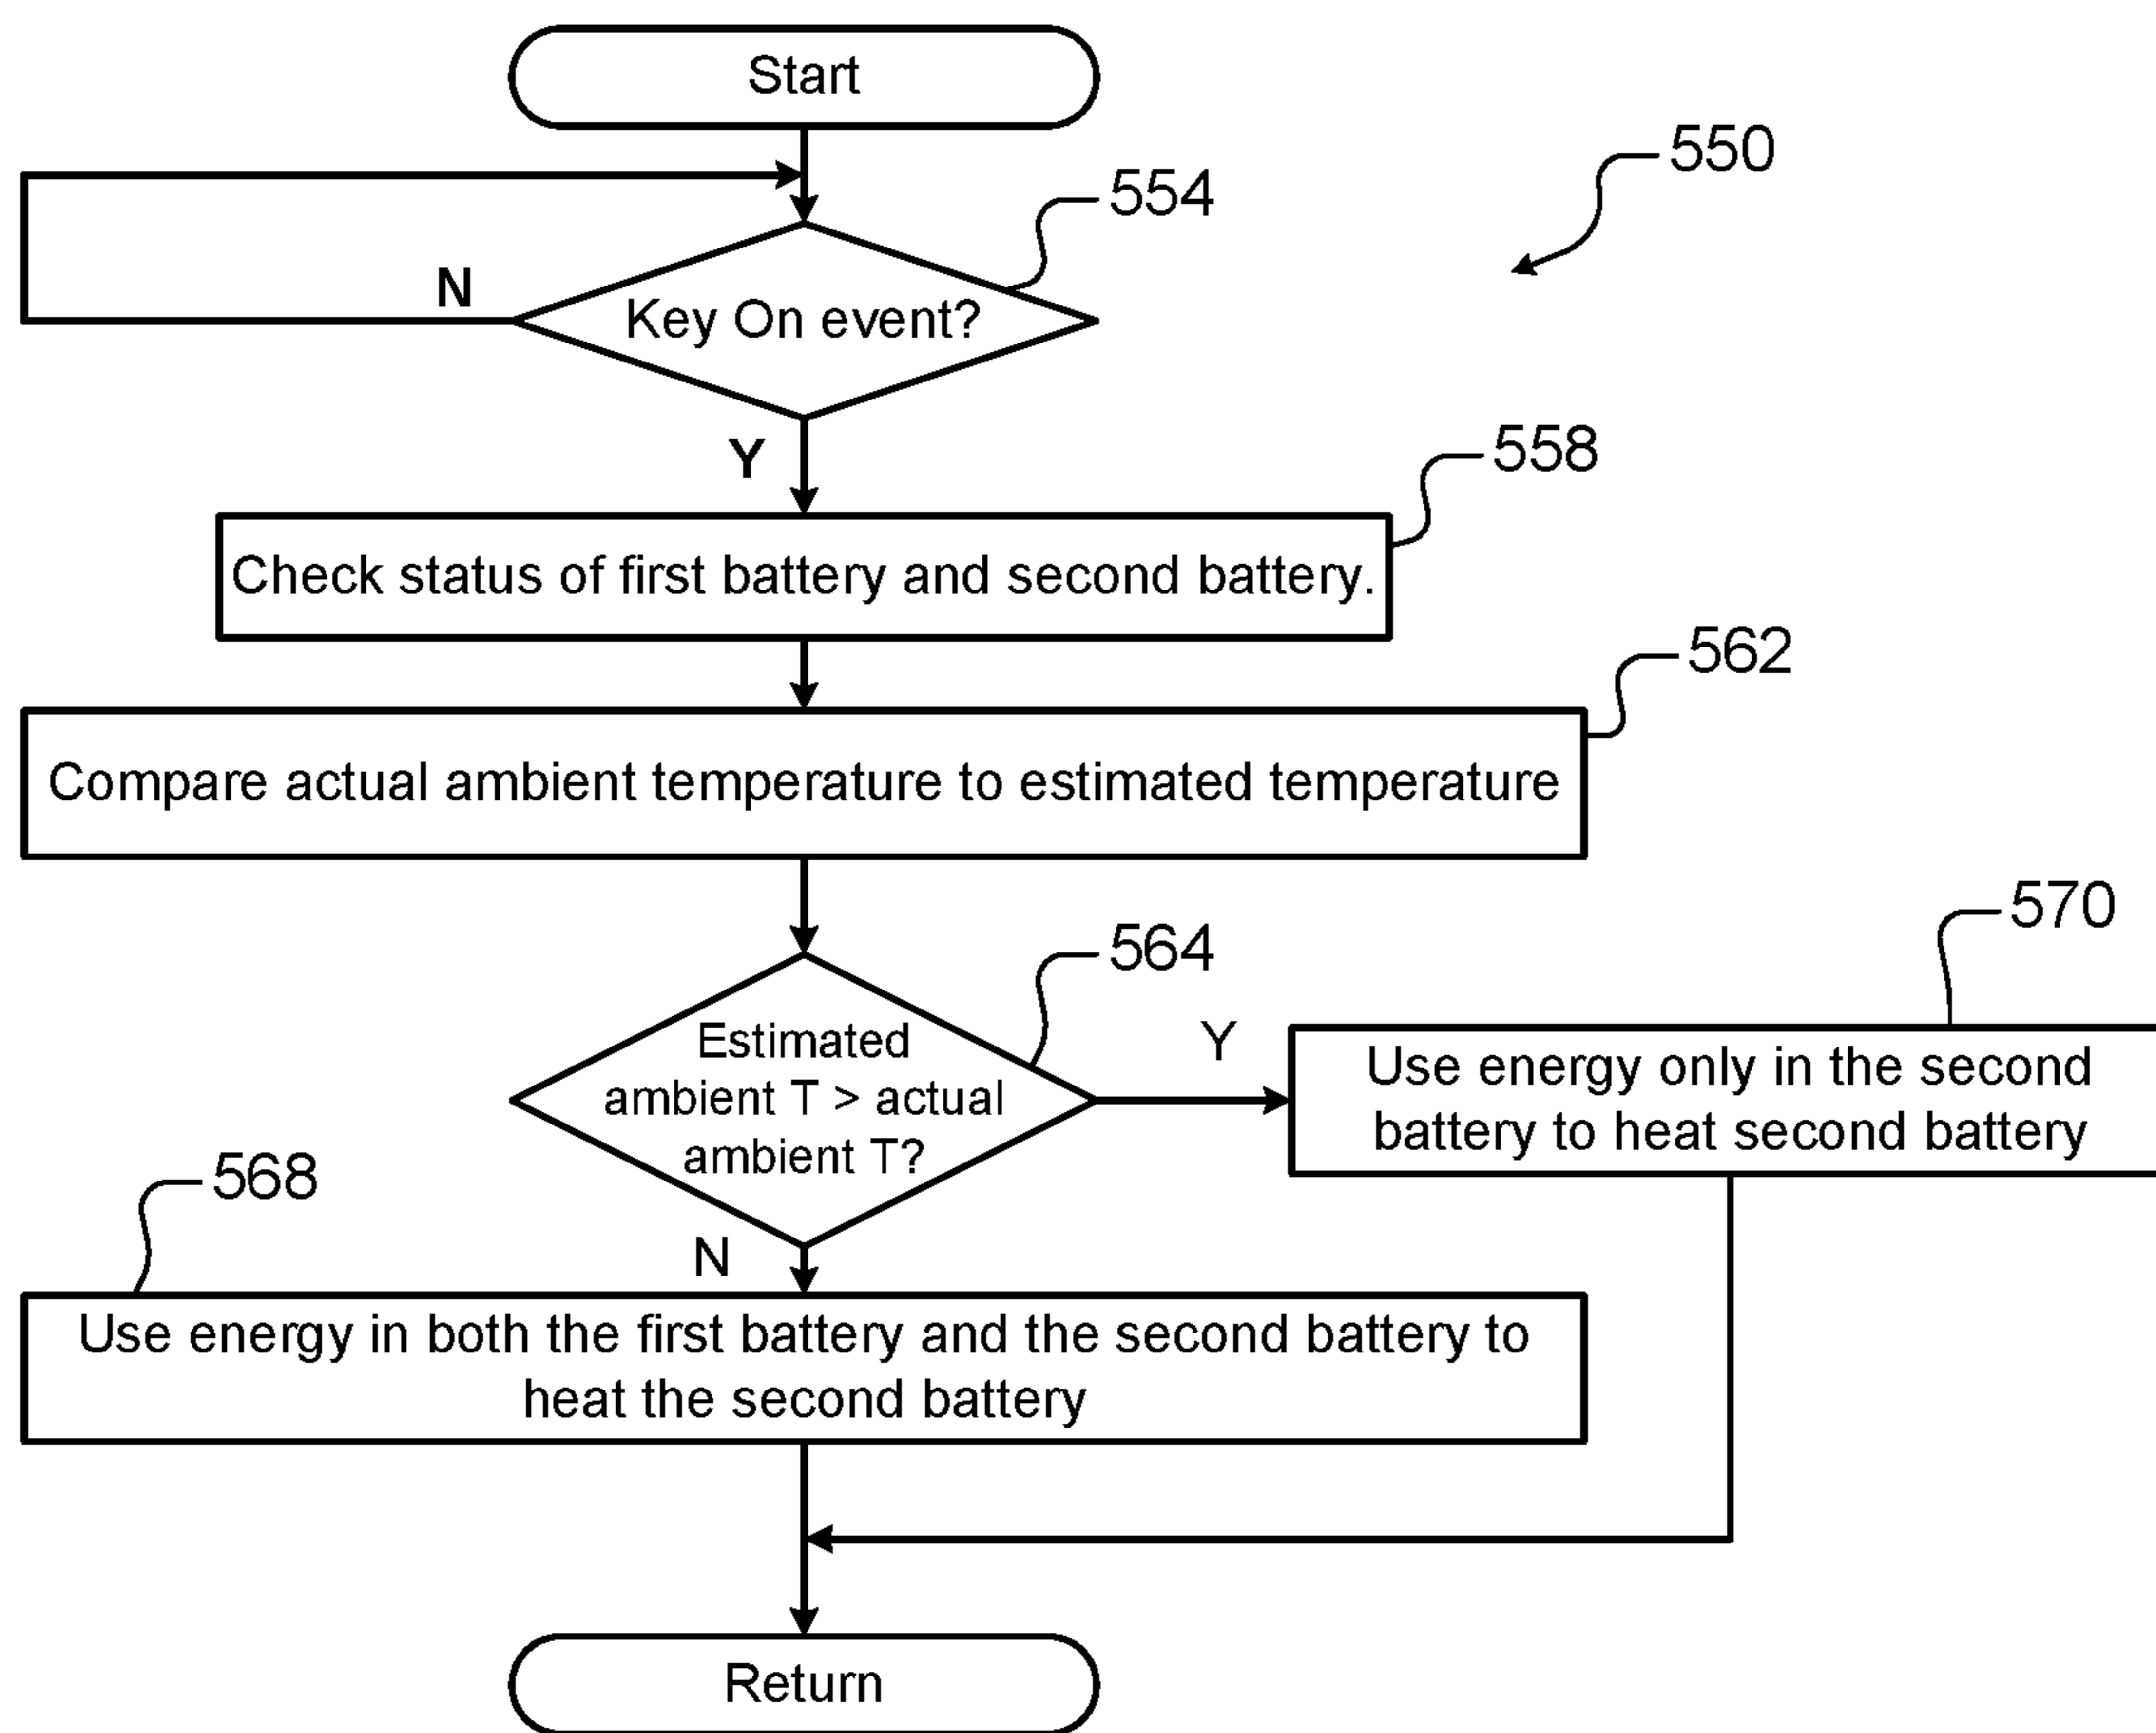 Start
550
554
Key On event?
N
Y
558
Check status of first battery and second battery.
562
Compare actual ambient temperature to estimated temperature
564
570
Estimated
ambient T > actual
ambient T?
Y
Use energy only in the second
battery to heat second battery
568
N
Use energy in both the first battery and the second battery to
heat the second battery
Return